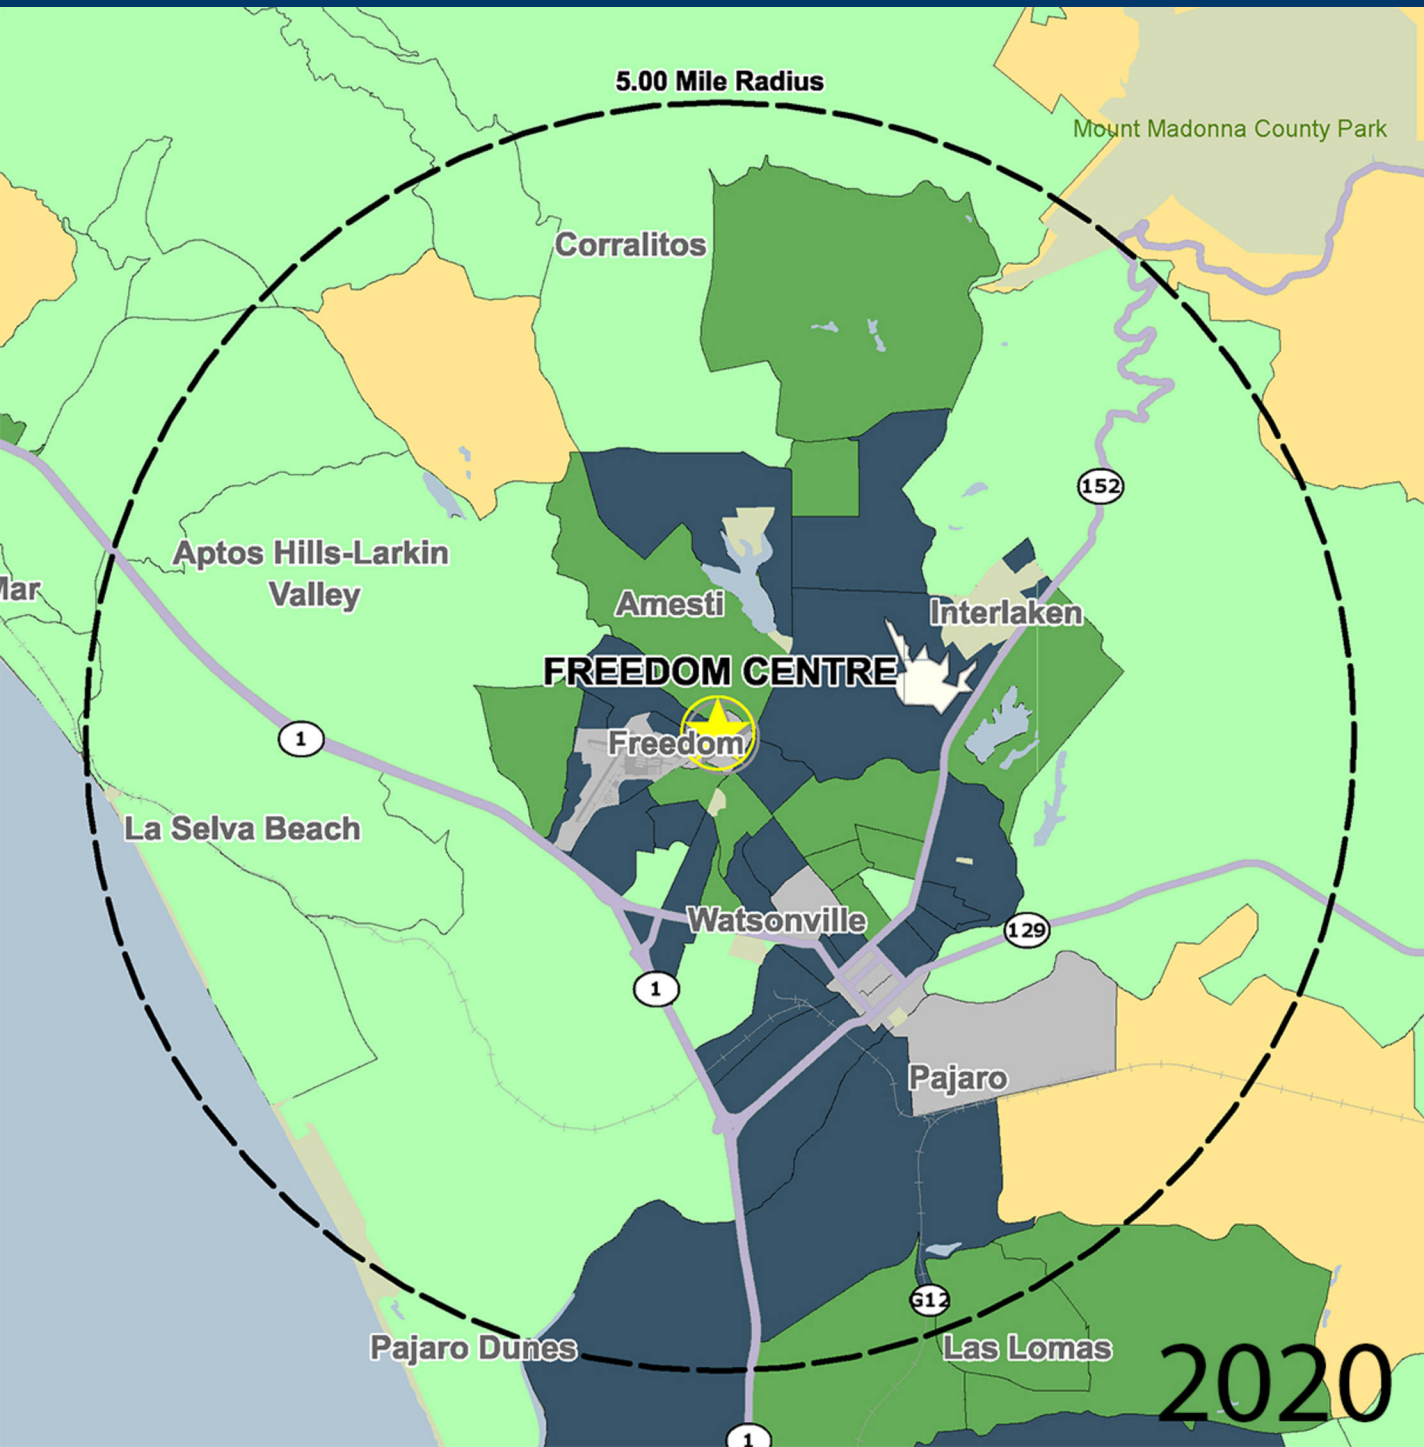 5.00 Mile Radius
Mount Madonna County Park
Corralitos
152
Aptos Hills-Larkin
Valley
Mar
Amesti
Interlaken
FREEDOM CENTRE
1
Freedom
La Selva Beach
Watsonville
129
1
Pajaro
G12
Pajaro Dunes
Las Lomas
2020
1